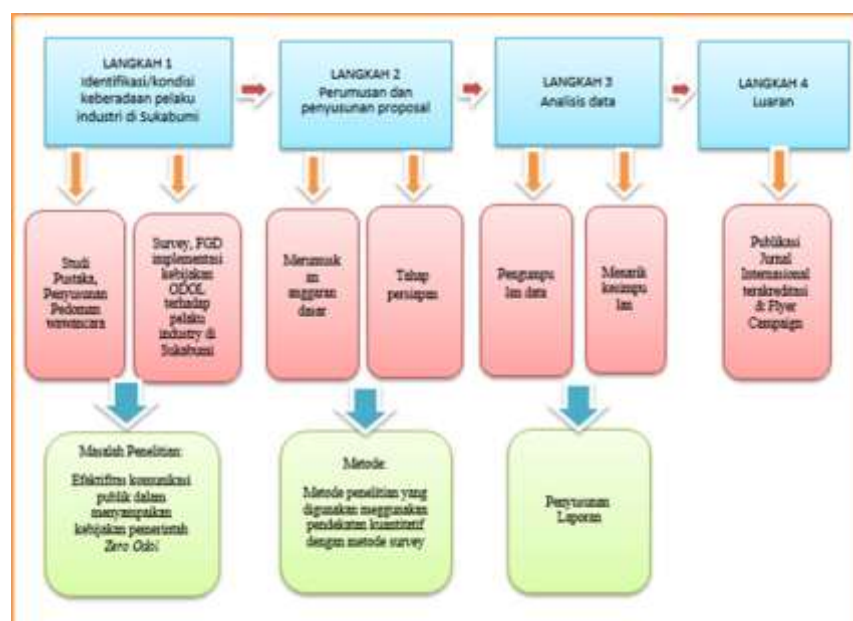 LANGKAH 1
Identifikasi/kondisi
keberadaan pelaku
industri di Sukabumi
LANGKAH 2
Perumusan dan
penyusunan proposal
LANGKAH 3
Analisis data
LANGKAH 4
Luaran
Studi
Pustaka,
Penyusunan
Pedoman
wawancara
Survey, FGD
implementasi
kebijakan
ODOL
terhadap
pelaku
industry di
Sukabumi
Merumusk
an
anggaran
dasar
Tahap
persiapan
Pengumpu
lan data
Menarik
kesimpu
lan
Publikasi
Jurnal
Internasional
terakreditasi
& Flyer
Campaign
Masalah Penelitian:
Efektifitas komunikasi
publik dalam
menyampaikan
kebijakan pemerintah
Zero Odol
Metode:
Metode penelitian yang
digunakan meggunakan
pendekatan kuantitatif
dengan metode survey
Penyusunan
Laporan